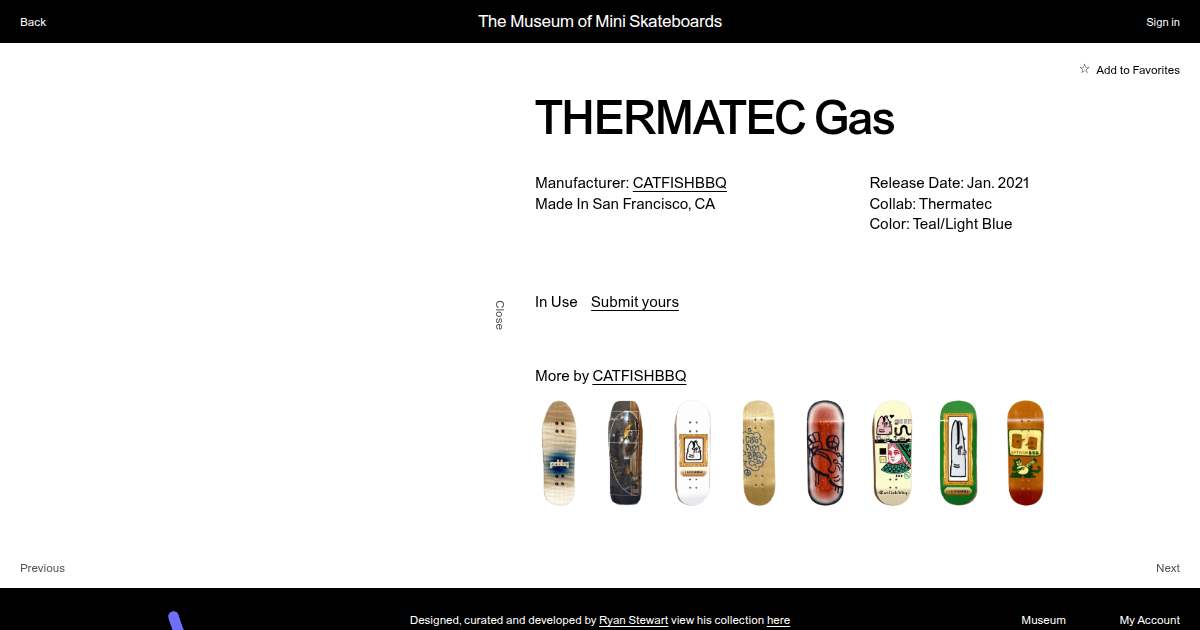 Back
The Museum of Mini Skateboards
Sign in
☆ Add to Favorites
THERMATEC Gas
Manufacturer: CATFISHBBQ
Made In San Francisco, CA
Release Date: Jan. 2021
Collab: Thermatec
Color: Teal/Light Blue
Close
In Use Submit yours
More by CATFISHBBQ
Previous
Next
Designed, curated and developed by Ryan Stewart view his collection here
Museum
My Account